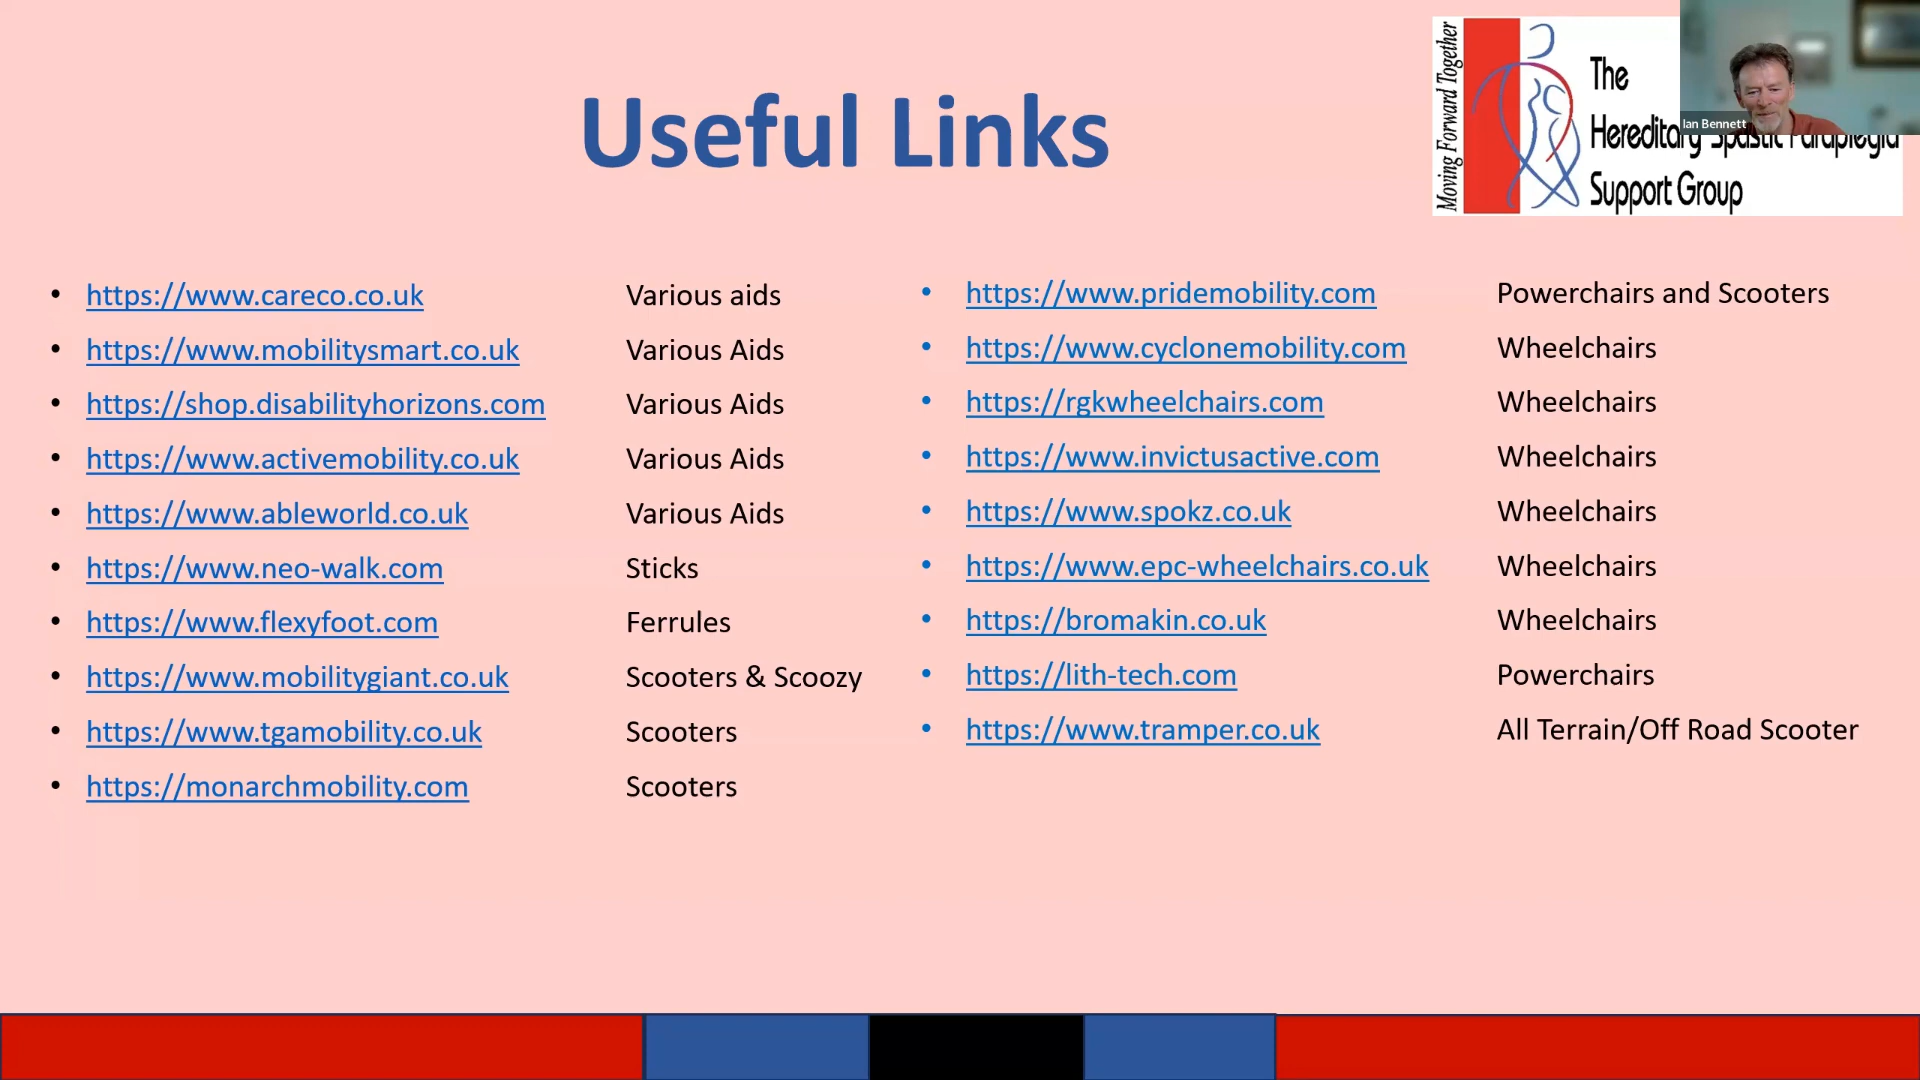 Useful Links
Moving Forward Together
The
Hereditary Spastic Paraplegia
Support Group
Ian Bennett
• https://www.careco.co.uk Various aids
• https://www.mobilitysmart.co.uk Various Aids
• https://shop.disabilityhorizons.com Various Aids
• https://www.activemobility.co.uk Various Aids
• https://www.ableworld.co.uk Various Aids
• https://www.neo-walk.com Sticks
• https://www.flexyfoot.com Ferrules
• https://www.mobilitygiant.co.uk Scooters & Scoozy
• https://www.tgamobility.co.uk Scooters
• https://monarchmobility.com Scooters
• https://www.pridemobility.com Powerchairs and Scooters
• https://www.cyclonemobility.com Wheelchairs
• https://rgkwheelchairs.com Wheelchairs
• https://www.invictusactive.com Wheelchairs
• https://www.spokz.co.uk Wheelchairs
• https://www.epc-wheelchairs.co.uk Wheelchairs
• https://bromakin.co.uk Wheelchairs
• https://lith-tech.com Powerchairs
• https://www.tramper.co.uk All Terrain/Off Road Scooter